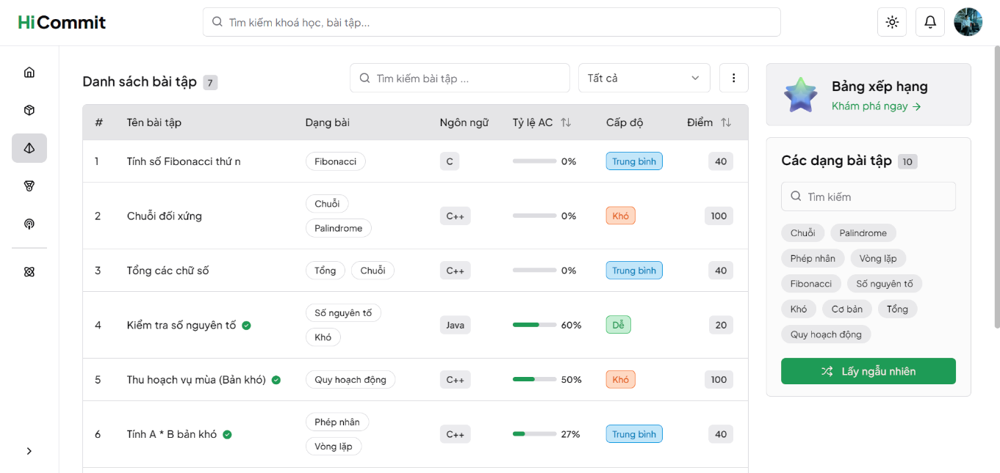 HiCommit
Tìm kiếm khoá học, bài tập...
Danh sách bài tập 7
Tìm kiếm bài tập ...
Tất cả
# Tên bài tập Dạng bài Ngôn ngữ Tỷ lệ AC Cấp độ Điểm
1 Tính số Fibonacci thứ n Fibonacci C 0% Trung bình 40
2 Chuỗi đối xứng Chuỗi Palindrome C++ 0% Khó 100
3 Tổng các chữ số Tổng Chuỗi C++ 0% Trung bình 40
4 Kiểm tra số nguyên tố Số nguyên tố Khó Java 60% Dễ 20
5 Thu hoạch vụ mùa (Bản khó) Quy hoạch động C++ 50% Khó 100
6 Tính A * B bản khó Phép nhân Vòng lặp C++ 27% Trung bình 40
Bảng xếp hạng
Khám phá ngay →
Các dạng bài tập 10
Tìm kiếm
Chuỗi Palindrome
Phép nhân Vòng lặp
Fibonacci Số nguyên tố
Khó Cơ bản Tổng
Quy hoạch động
Lấy ngẫu nhiên